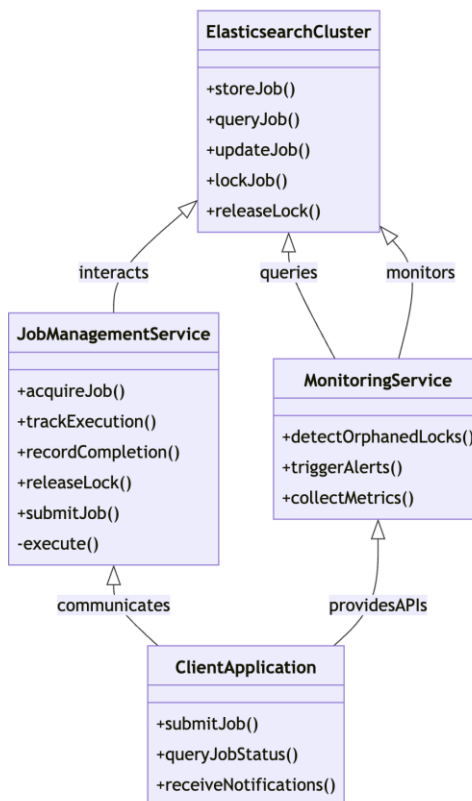 ElasticsearchCluster
+storeJob()
+queryJob()
+updateJob()
+lockJob()
+releaseLock()
interacts
queries
monitors
JobManagementService
+acquireJob()
+trackExecution()
+recordCompletion()
+releaseLock()
+submitJob()
-execute()
MonitoringService
+detectOrphanedLocks()
+triggerAlerts()
+collectMetrics()
communicates
providesAPIs
ClientApplication
+submitJob()
+queryJobStatus()
+receiveNotifications()